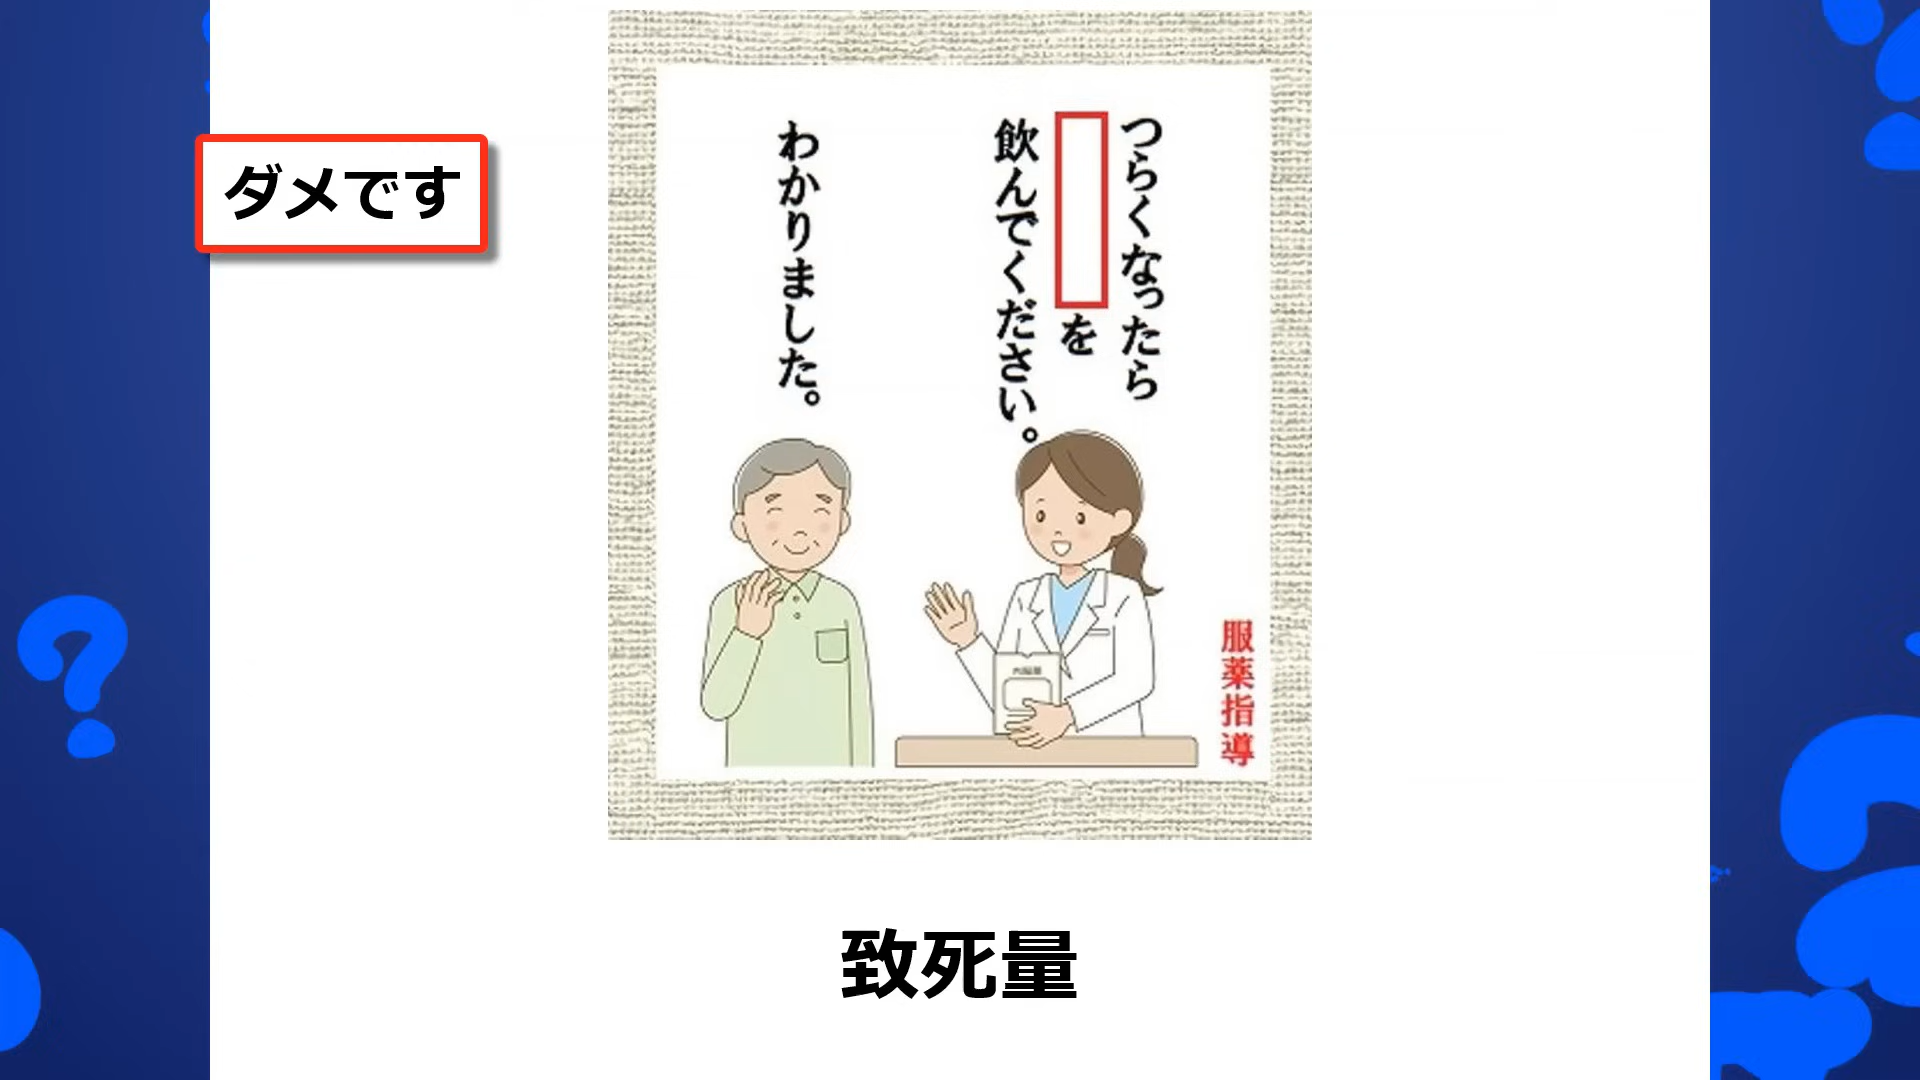 ダメです
つらくなったら
を
飲んでください。
わかりました。
服薬指導
致死量